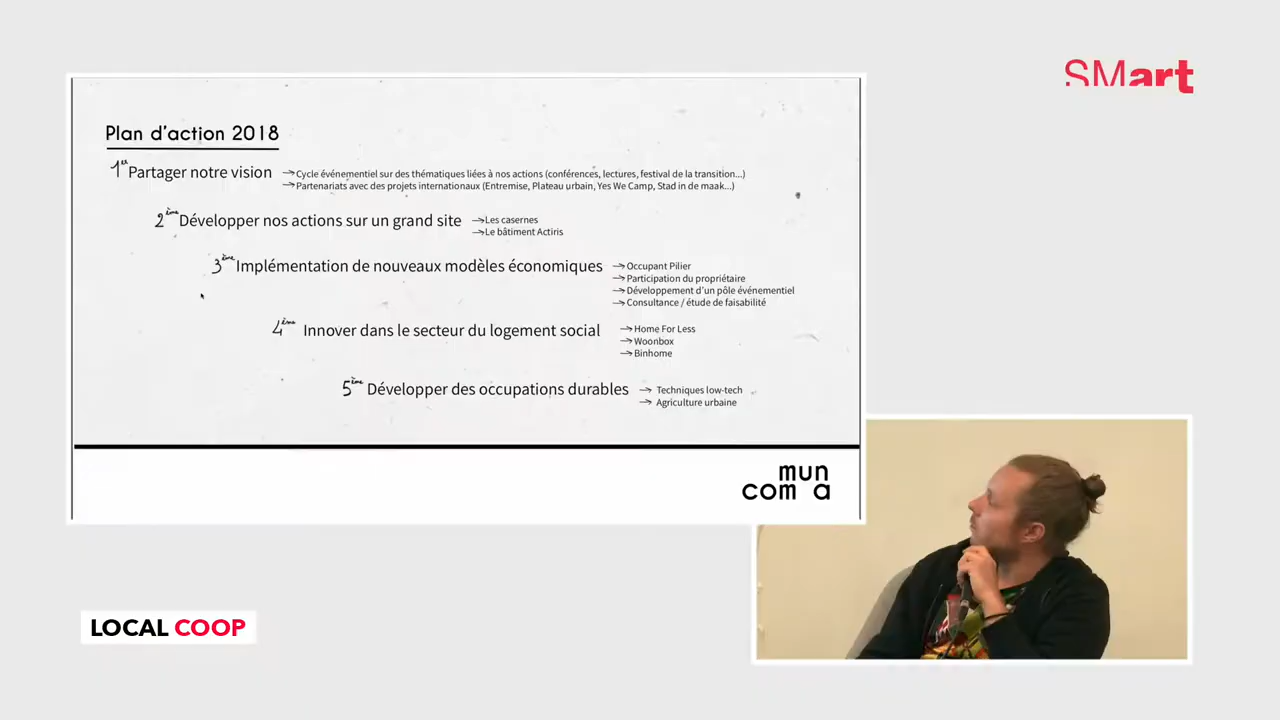 SMart
Plan d'action 2018
1er Partager notre vision
→ Cycle événementiel sur des thématiques liées à nos actions (conférences, lectures, festival de la transition...)
→ Partenariats avec des projets internationaux (Entremise, Plateau urbain, Yes We Camp, Stad in de maak...)
2ème Développer nos actions sur un grand site
→ Les casernes
→ Le bâtiment Actiris
3ème Implémentation de nouveaux modèles économiques
→ Occupant Pilier
→ Participation du propriétaire
→ Développement d'un pôle événementiel
→ Consultance / étude de faisabilité
4ème Innover dans le secteur du logement social
→ Home For Less
→ Woonbox
→ Binhome
5ème Développer des occupations durables
→ Techniques low-tech
→ Agriculture urbaine
mun
com a
LOCAL COOP